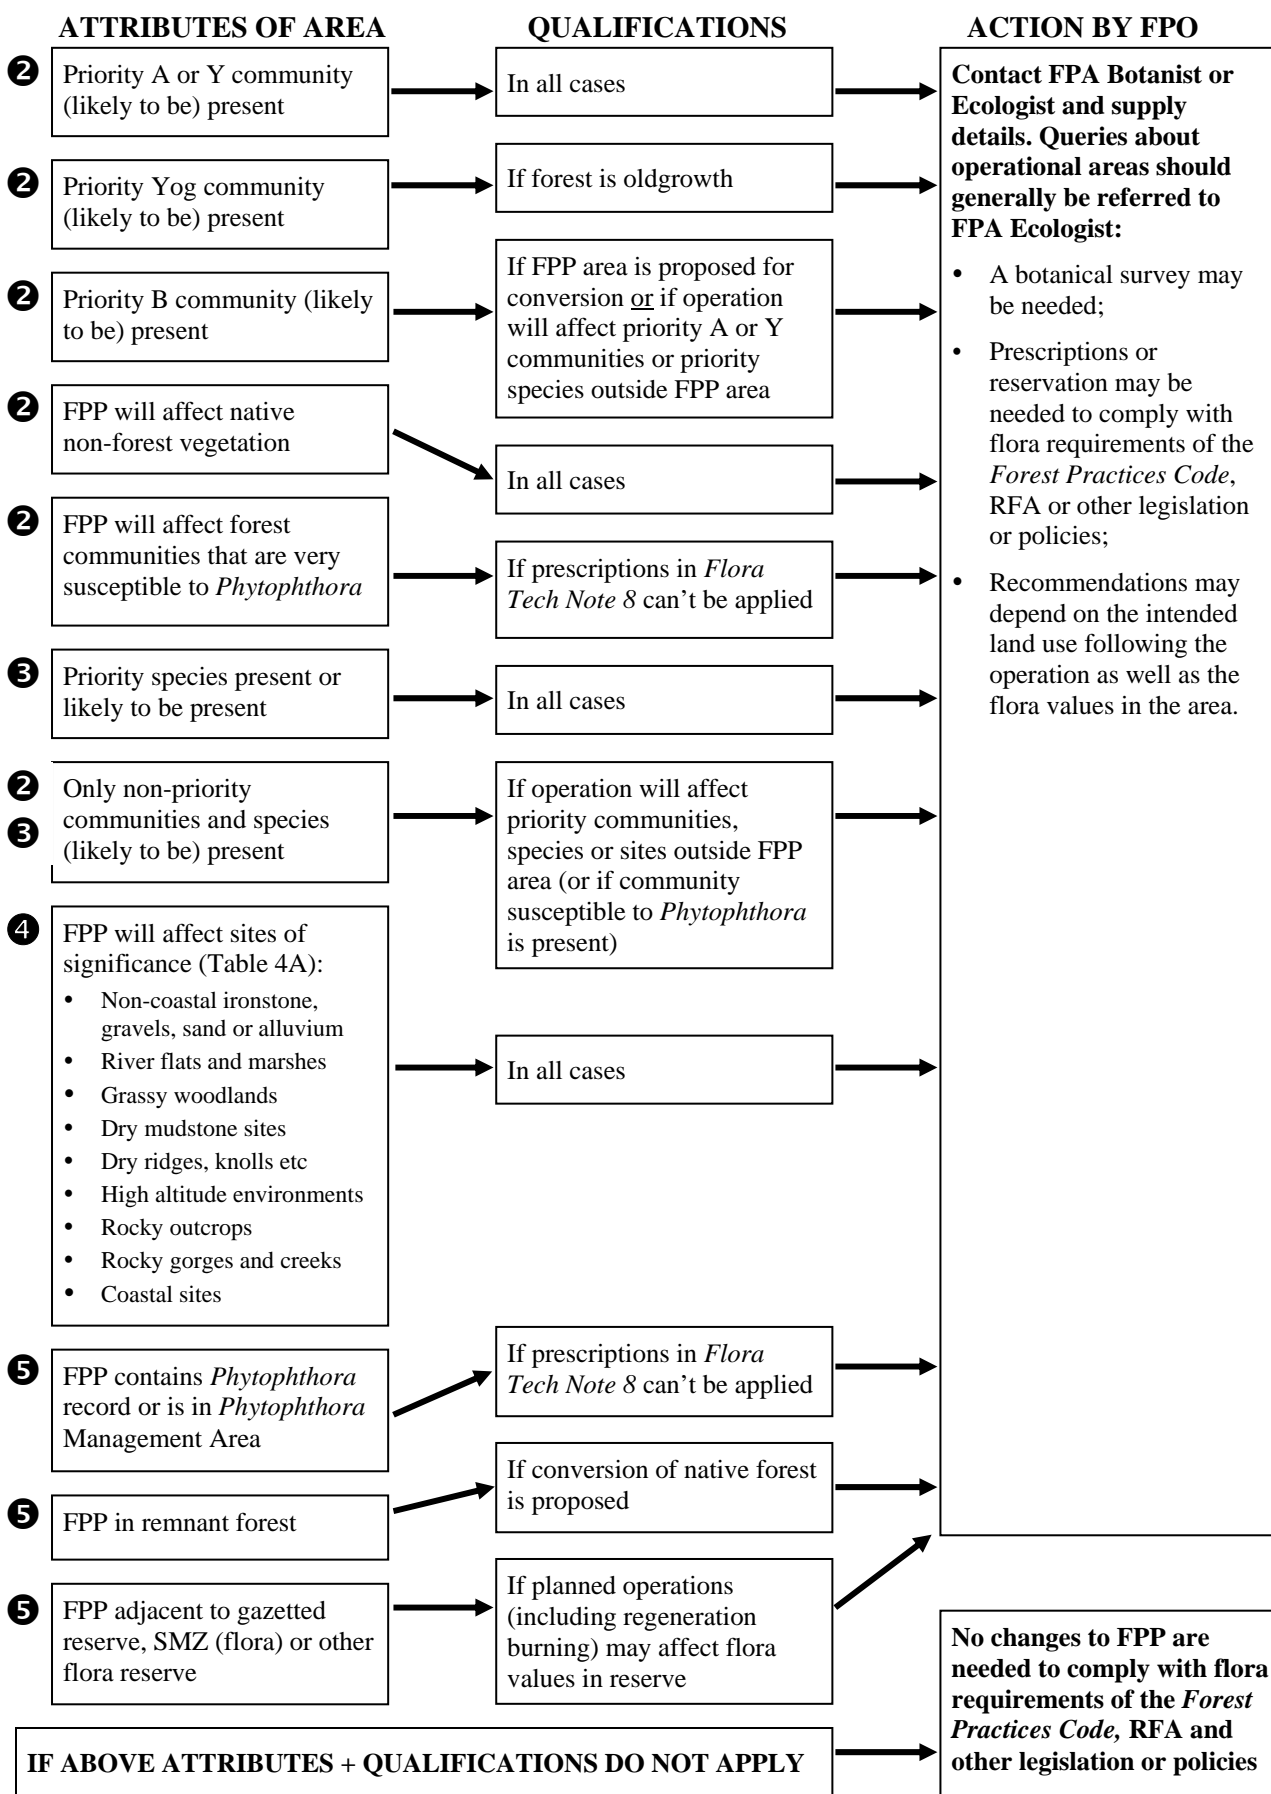 ATTRIBUTES OF AREA
QUALIFICATIONS
ACTION BY FPO
❷
Priority A or Y community
(likely to be) present
In all cases
❷
Priority Yog community
(likely to be) present
If forest is oldgrowth
❷
Priority B community (likely
to be) present
If FPP area is proposed for
conversion or if operation
will affect priority A or Y
communities or priority
species outside FPP area
❷
FPP will affect native
non-forest vegetation
In all cases
❷
FPP will affect forest
communities that are very
susceptible to Phytophthora
If prescriptions in Flora
Tech Note 8 can’t be applied
❸
Priority species present or
likely to be present
In all cases
❷
❸
Only non-priority
communities and species
(likely to be) present
If operation will affect
priority communities,
species or sites outside FPP
area (or if community
susceptible to Phytophthora
is present)
❹
FPP will affect sites of
significance (Table 4A):
• Non-coastal ironstone,
gravels, sand or alluvium
• River flats and marshes
• Grassy woodlands
• Dry mudstone sites
• Dry ridges, knolls etc
• High altitude environments
• Rocky outcrops
• Rocky gorges and creeks
• Coastal sites
In all cases
❺
FPP contains Phytophthora
record or is in Phytophthora
Management Area
If prescriptions in Flora
Tech Note 8 can’t be applied
❺
FPP in remnant forest
If conversion of native forest
is proposed
❺
FPP adjacent to gazetted
reserve, SMZ (flora) or other
flora reserve
If planned operations
(including regeneration
burning) may affect flora
values in reserve
Contact FPA Botanist or
Ecologist and supply
details. Queries about
operational areas should
generally be referred to
FPA Ecologist:
• A botanical survey may
be needed;
• Prescriptions or
reservation may be
needed to comply with
flora requirements of the
Forest Practices Code,
RFA or other legislation
or policies;
• Recommendations may
depend on the intended
land use following the
operation as well as the
flora values in the area.
IF ABOVE ATTRIBUTES + QUALIFICATIONS DO NOT APPLY
No changes to FPP are
needed to comply with flora
requirements of the Forest
Practices Code, RFA and
other legislation or policies